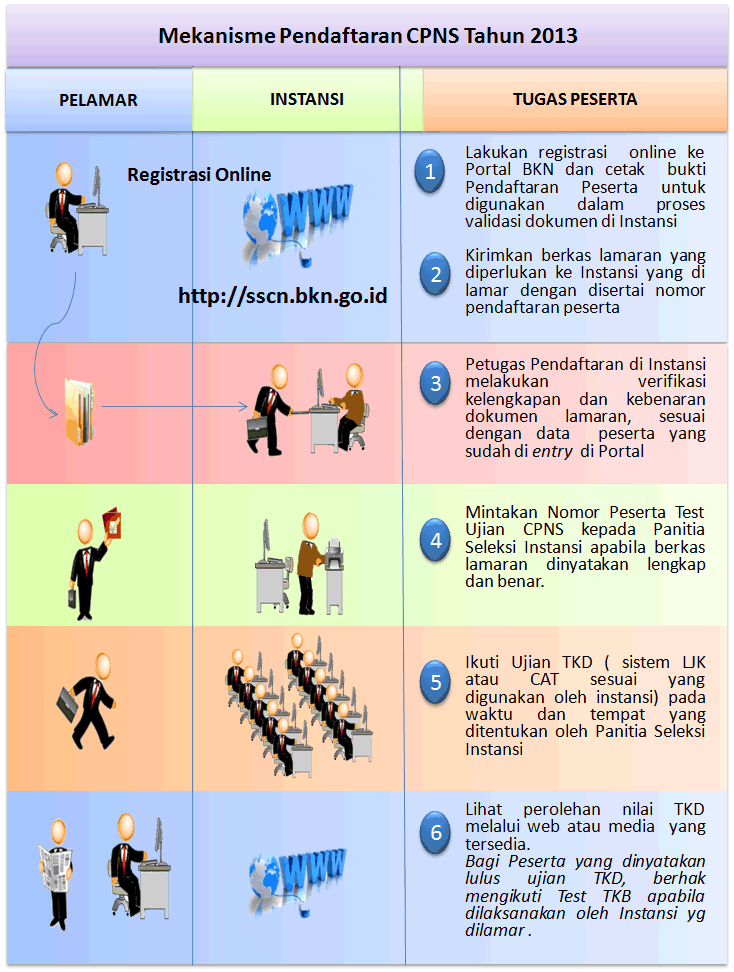 Mekanisme Pendaftaran CPNS Tahun 2013
PELAMAR
INSTANSI
TUGAS PESERTA
Registrasi Online
WWW
http://sscn.bkn.go.id
1
Lakukan registrasi online ke
Portal BKN dan cetak bukti
Pendaftaran Peserta untuk
digunakan dalam proses
validasi dokumen di Instansi
2
Kirimkan berkas lamaran yang
diperlukan ke Instansi yang di
lamar dengan disertai nomor
pendaftaran peserta
3
Petugas Pendaftaran di Instansi
melakukan verifikasi
kelengkapan dan kebenaran
dokumen lamaran, sesuai
dengan data peserta yang
sudah di entry di Portal
4
Mintakan Nomor Peserta Test
Ujian CPNS kepada Panitia
Seleksi Instansi apabila berkas
lamaran dinyatakan lengkap
dan benar.
5
Ikuti Ujian TKD ( sistem LJK
atau CAT sesuai yang
digunakan oleh instansi) pada
waktu dan tempat yang
ditentukan oleh Panitia Seleksi
Instansi
WWW
6
Lihat perolehan nilai TKD
melalui web atau media yang
tersedia.
Bagi Peserta yang dinyatakan
lulus ujian TKD, berhak
mengikuti Test TKB apabila
dilaksanakan oleh Instansi yg
dilamar .